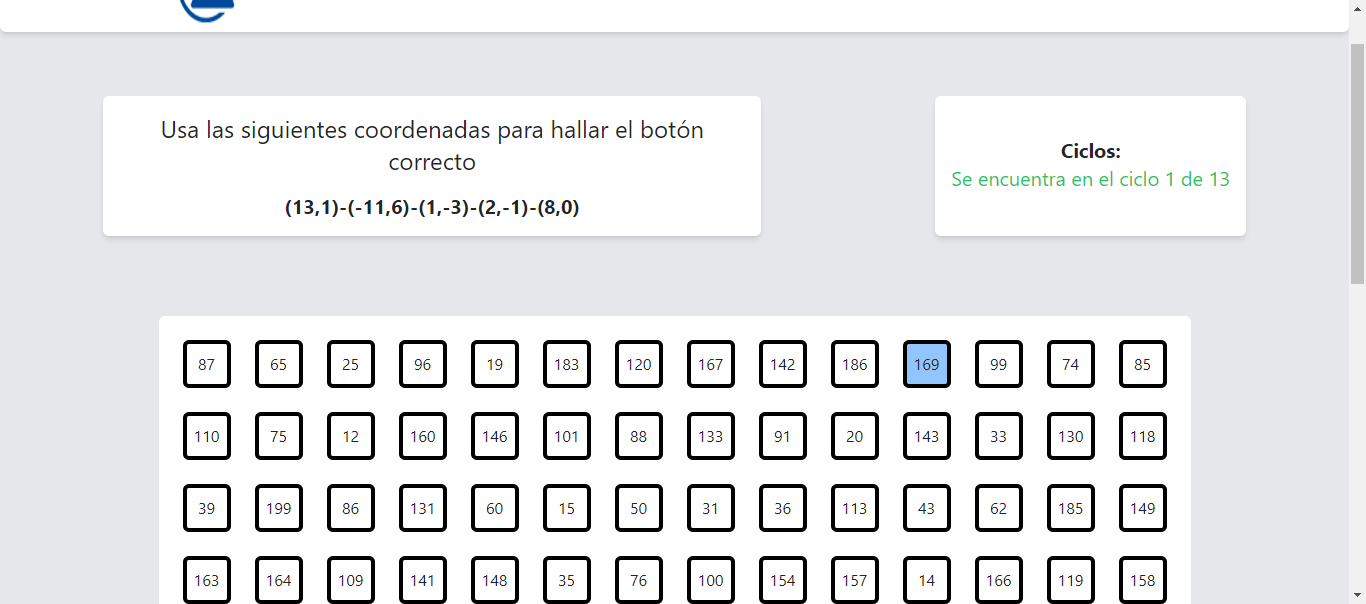 Usa las siguientes coordenadas para hallar el botón
correcto
(13,1)-(-11,6)-(1,-3)-(2,-1)-(8,0)
Ciclos:
Se encuentra en el ciclo 1 de 13
87 65 25 96 19 183 120 167 142 186 169 99 74 85
110 75 12 160 146 101 88 133 91 20 143 33 130 118
39 199 86 131 60 15 50 31 36 113 43 62 185 149
163 164 109 141 148 35 76 100 154 157 14 166 119 158